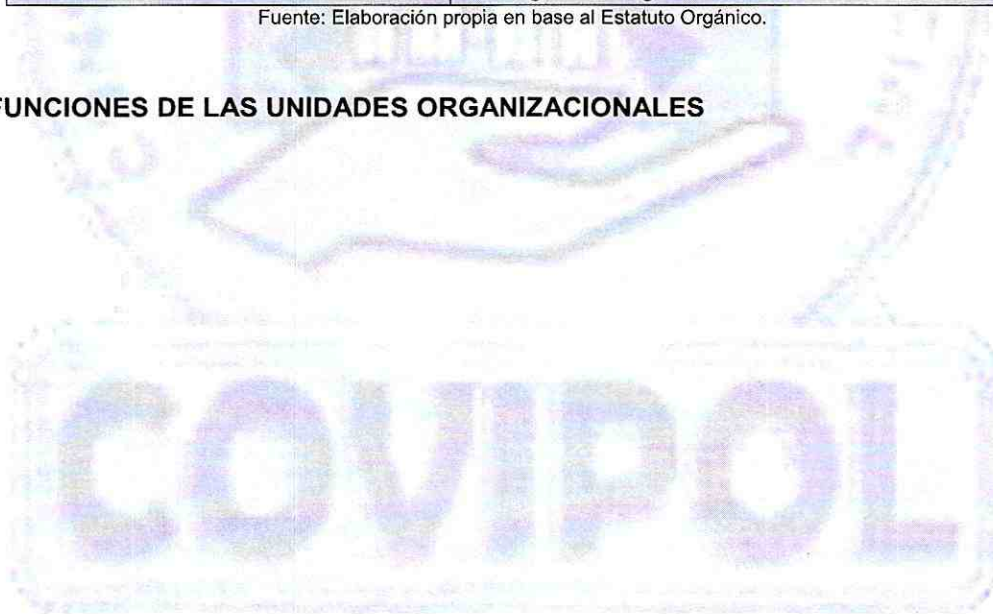 Fuente: Elaboración propia en base al Estatuto Orgánico.
FUNCIONES DE LAS UNIDADES ORGANIZACIONALES
COVIPOL